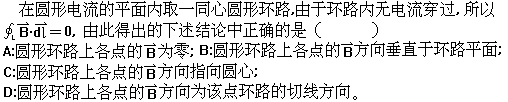 在圆形电流的平面内取一同心圆形环路,由于环路内无电流穿过, 所以
∮ₗ B⃗·dl⃗=0, 由此得出的下述结论中正确的是(    )
A:圆形环路上各点的B⃗为零; B:圆形环路上各点的B⃗方向垂直于环路平面;
C:圆形环路上各点的B⃗方向指向圆心;
D:圆形环路上各点的B⃗方向为该点环路的切线方向。